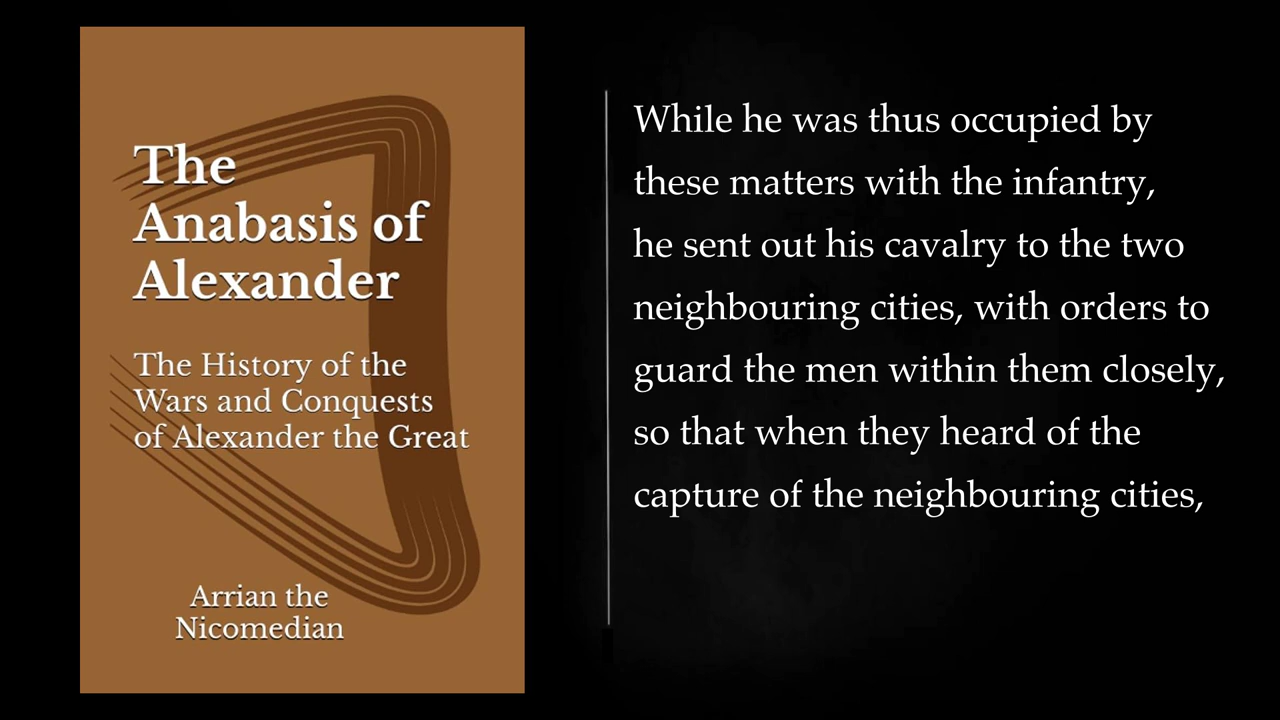 The
Anabasis of
Alexander
The History of the
Wars and Conquests
of Alexander the Great
Arrian the
Nicomedian
While he was thus occupied by
these matters with the infantry,
he sent out his cavalry to the two
neighbouring cities, with orders to
guard the men within them closely,
so that when they heard of the
capture of the neighbouring cities,